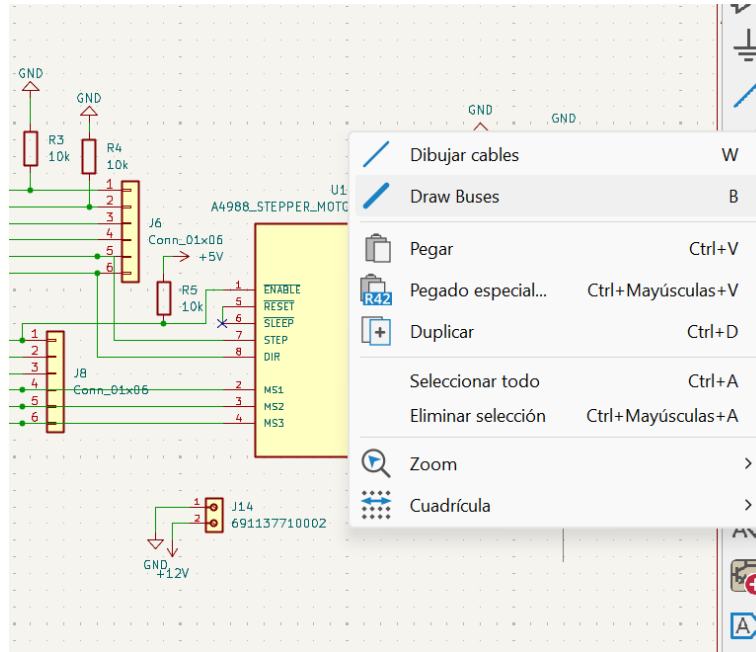 GND
GND
R3
10k
R4
10k
GND
GND
1
2
3
4
5
6
J6
Conn_01x06
+5V
R5
10k
U1
A4988_STEPPER_MOTO
1
5
6
7
8
2
3
4
ENABLE
RESET
SLEEP
STEP
DIR
MS1
MS2
MS3
1
2
3
4
5
6
J8
Conn_01x06
1
2
J14
691137710002
GND
+12V
Dibujar cables W
Draw Buses B
Pegar Ctrl+V
R42
Pegado especial... Ctrl+Mayúsculas+V
Duplicar Ctrl+D
Seleccionar todo Ctrl+A
Eliminar selección Ctrl+Mayúsculas+A
Zoom
Cuadrícula
A